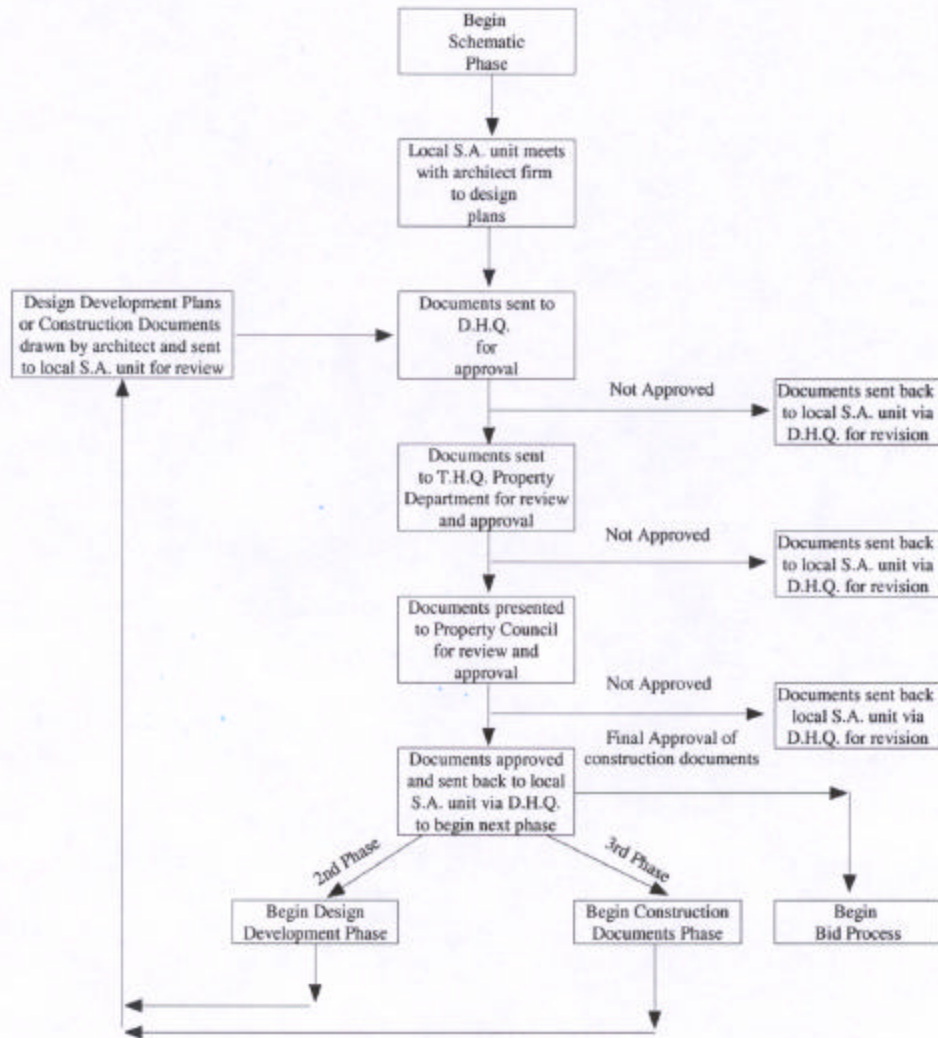 Begin
Schematic
Phase
Local S.A. unit meets
with architect firm
to design
plans
Design Development Plans
or Construction Documents
drawn by architect and sent
to local S.A. unit for review
Documents sent to
D.H.Q.
for
approval
Not Approved
Documents sent back
to local S.A. unit via
D.H.Q. for revision
Documents sent
to T.H.Q. Property
Department for review
and approval
Not Approved
Documents sent back
to local S.A. unit via
D.H.Q. for revision
Documents presented
to Property Council
for review and
approval
Not Approved
Documents sent back
local S.A. unit via
D.H.Q. for revision
Final Approval of
construction documents
Documents approved
and sent back to local
S.A. unit via D.H.Q.
to begin next phase
2nd Phase
3rd Phase
Begin Design
Development Phase
Begin Construction
Documents Phase
Begin
Bid Process